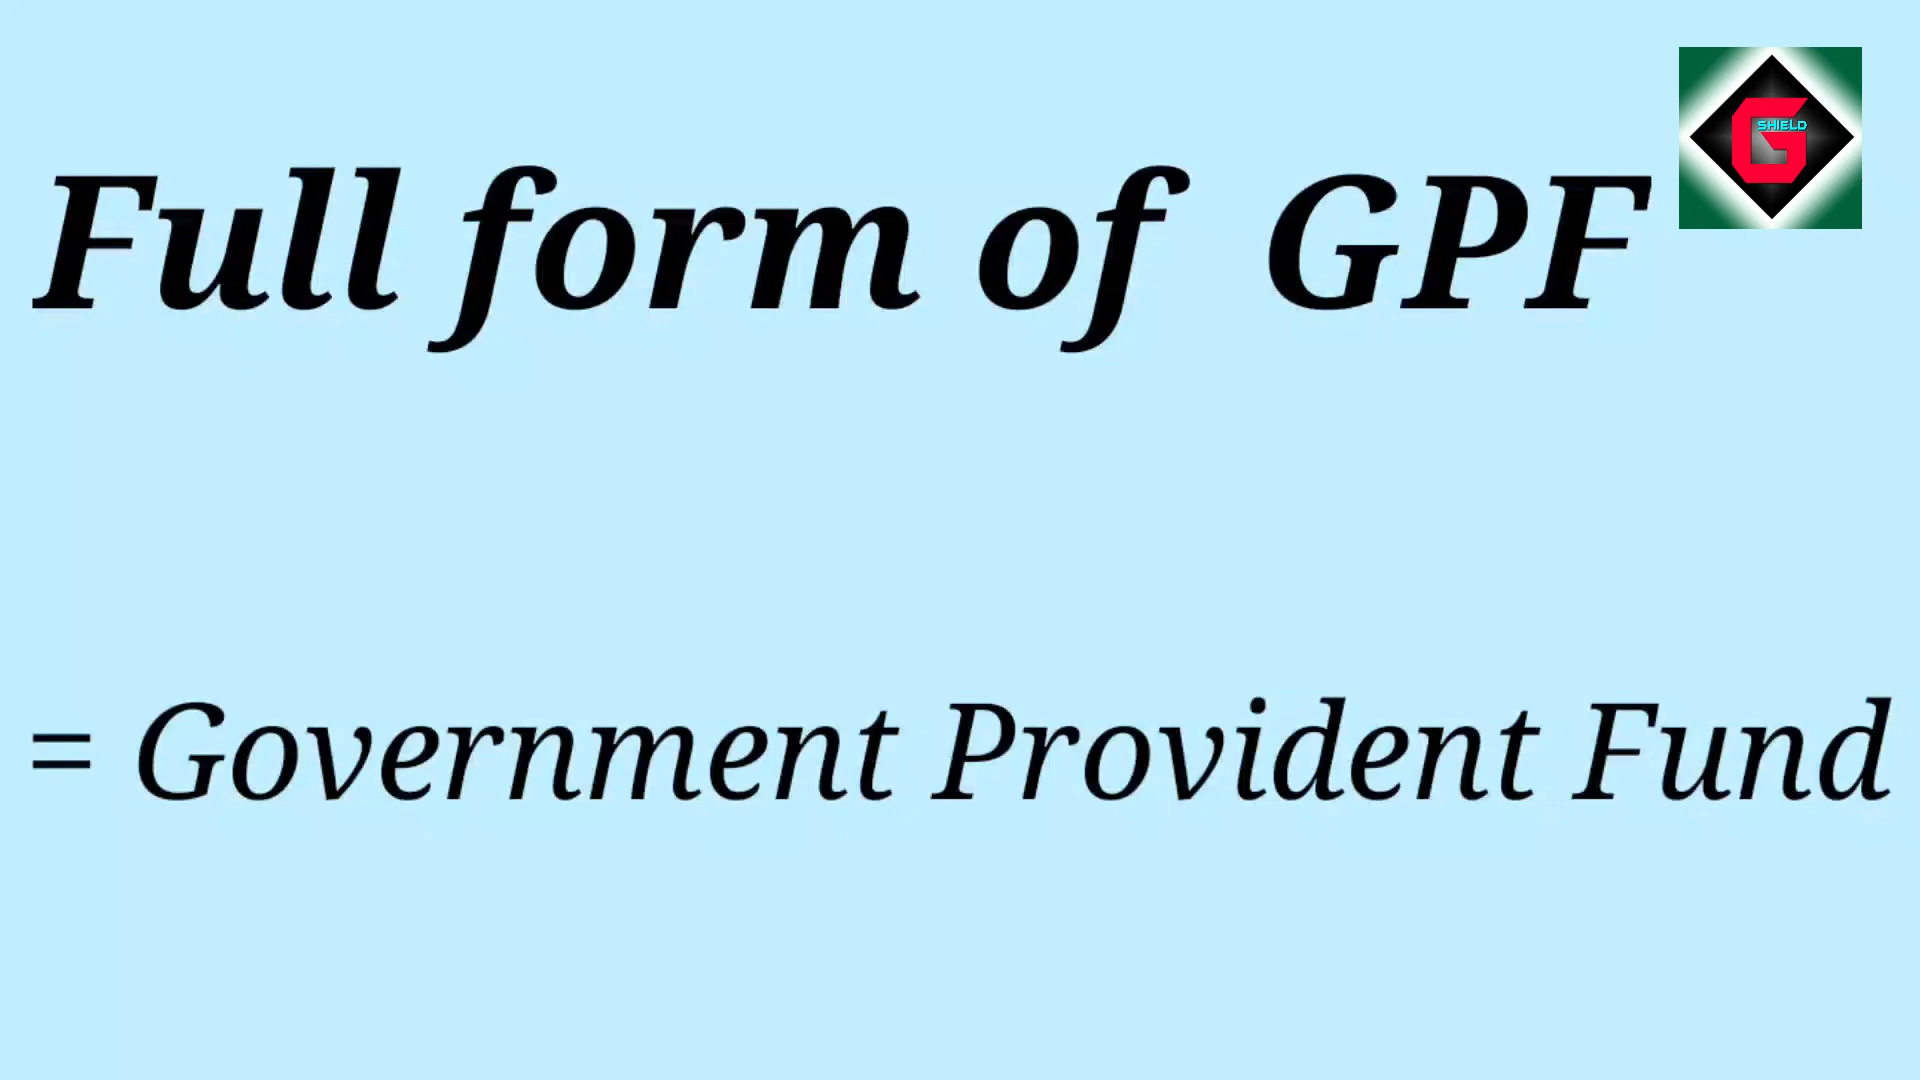 Full form of GPF
G
SHIELD
= Government Provident Fund